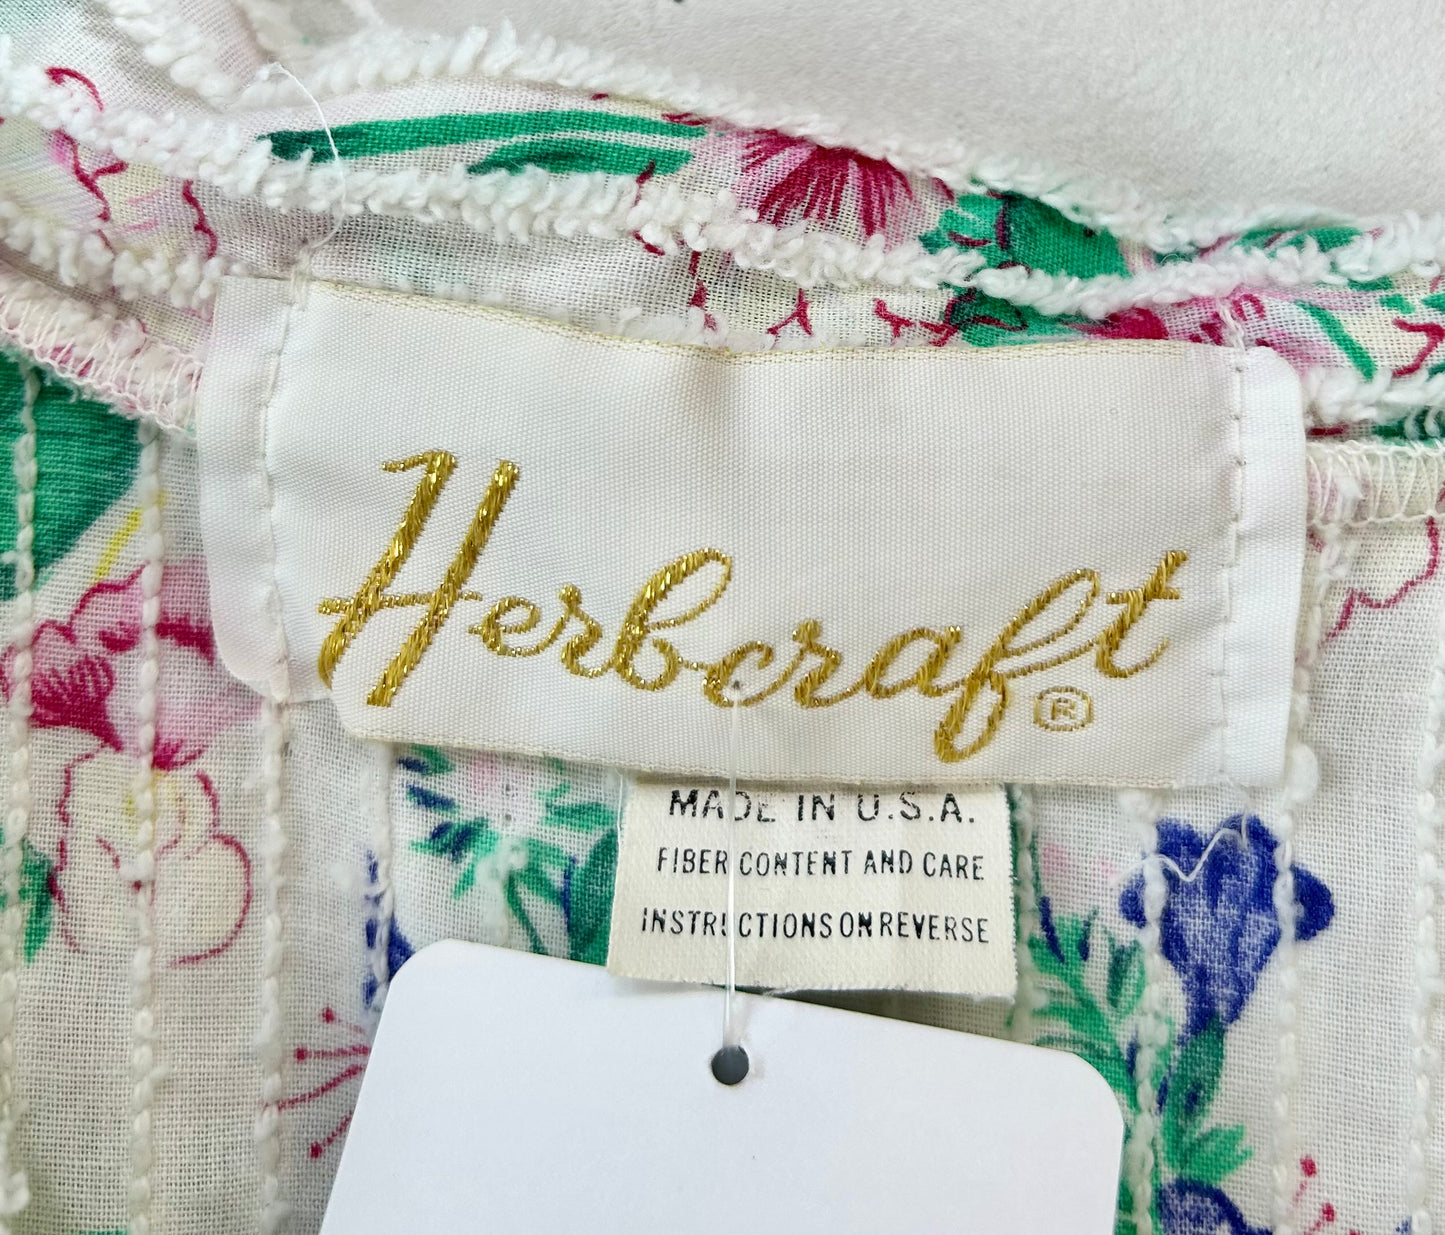 Herbcraft®
MADE IN U.S.A.
FIBER CONTENT AND CARE
INSTRUCTIONS ON REVERSE